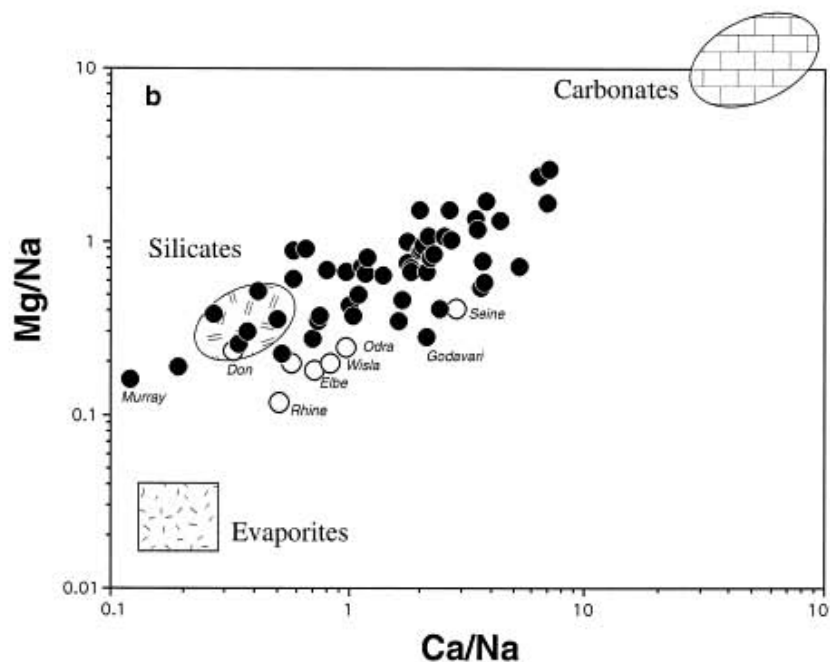 10
b
Carbonates
Silicates
1
Mg/Na
Seine
Odra
Godavari
Don
Wisla
Elbe
Murray
Rhine
0.1
Evaporites
0.01
0.1
1
10
10
Ca/Na